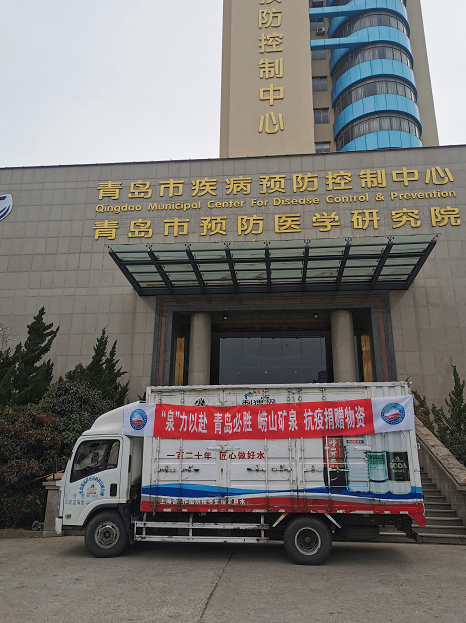 预防控制中心
青岛市疾病预防控制中心
Qingdao Municipal Center For Disease Control & Prevention
青岛市预防医学研究院
“泉”力以赴 青岛必胜 崂山矿泉 抗疫捐赠物资
一百二十年 匠心做好水
SODA